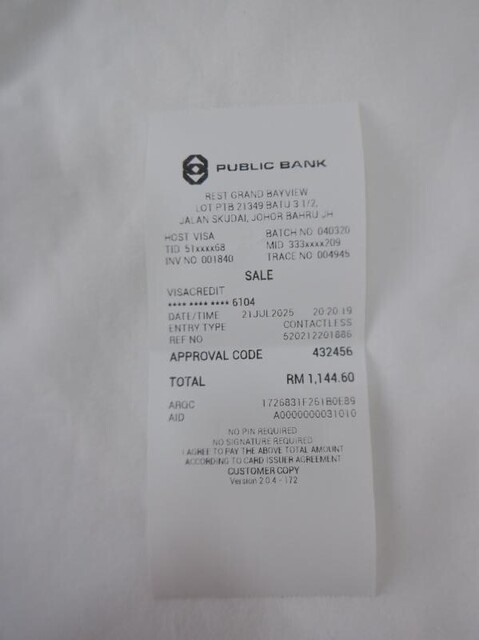 PUBLIC BANK
REST GRAND BAYVIEW
LOT PTB 21349 BATU 3 1/2,
JALAN SKUDAI, JOHOR BAHRU JH
HOST VISA BATCH NO 040320
TID 51xxxx68 MID 333xxxx209
INV NO 001840 TRACE NO 004945
SALE
VISACREDIT
**** **** **** 6104
DATE/TIME 21JUL2025 20:20:19
ENTRY TYPE CONTACTLESS
REF NO 520212201886
APPROVAL CODE 432456
TOTAL RM 1,144.60
ARQC 1726831F261B0E89
AID A0000000031010
NO PIN REQUIRED
NO SIGNATURE REQUIRED
I AGREE TO PAY THE ABOVE TOTAL AMOUNT
ACCORDING TO CARD ISSUER AGREEMENT
CUSTOMER COPY
Version 2.0.4 - 172